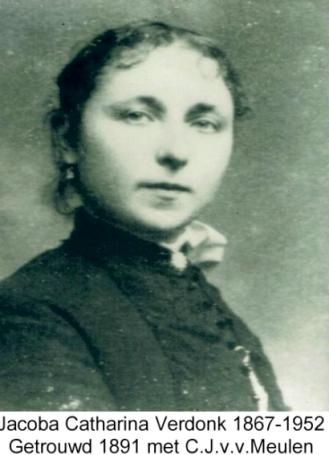 Jacoba Catharina Verdonk 1867-1952
Getrouwd 1891 met C.J.v.v.Meulen